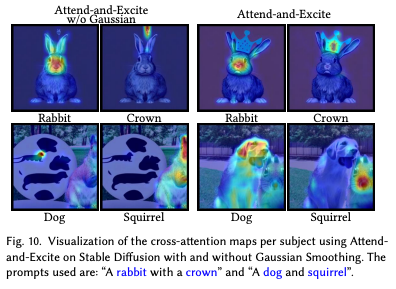 Attend-and-Excite
w/o Gaussian
Attend-and-Excite
Rabbit
Crown
Rabbit
Crown
Dog
Squirrel
Dog
Squirrel
Fig. 10. Visualization of the cross-attention maps per subject using Attend-
and-Excite on Stable Diffusion with and without Gaussian Smoothing. The
prompts used are: “A rabbit with a crown” and “A dog and squirrel”.